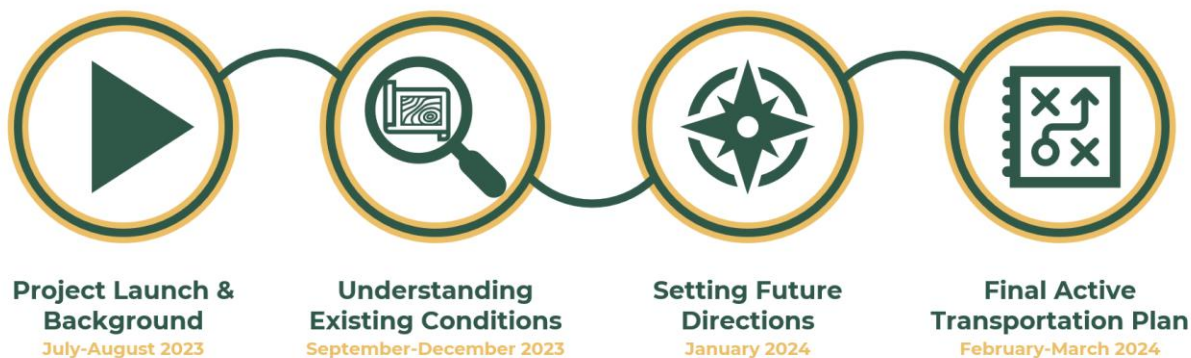 Project Launch &
Background
July-August 2023
Understanding
Existing Conditions
September-December 2023
Setting Future
Directions
January 2024
Final Active
Transportation Plan
February-March 2024